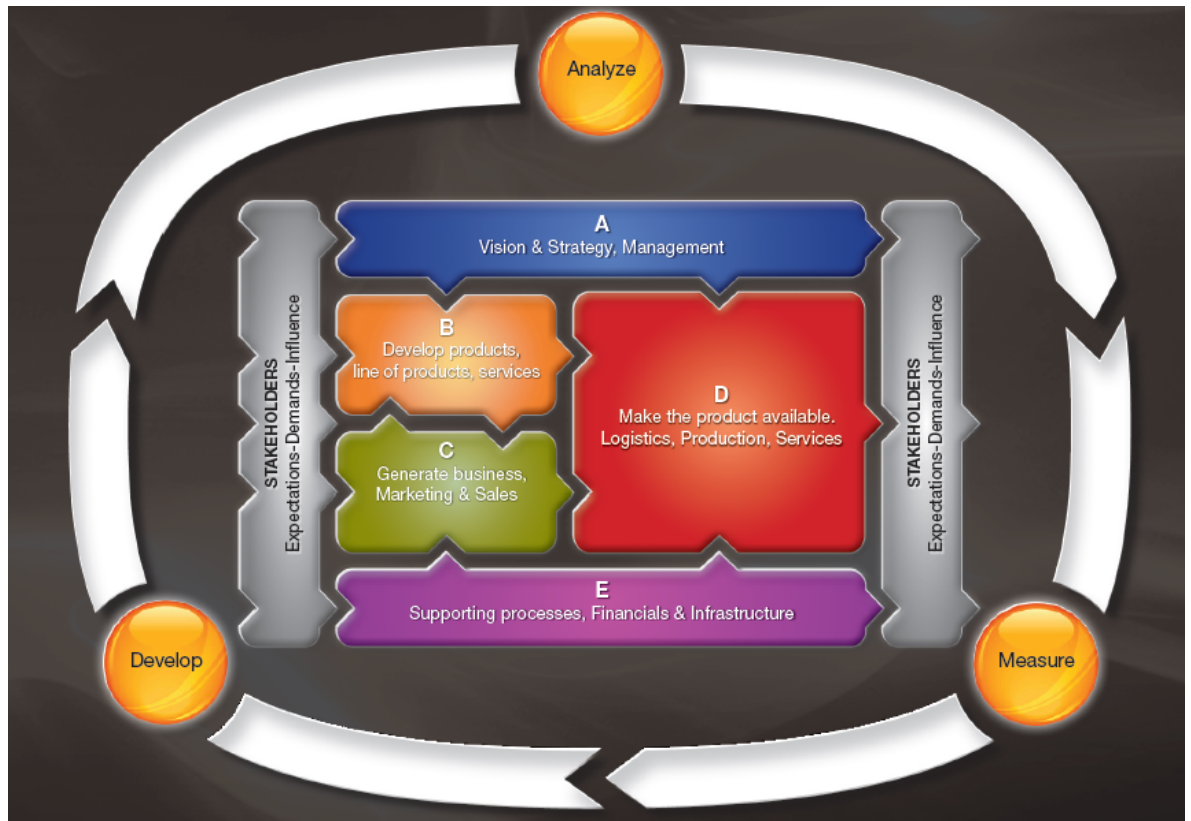 Analyze
STAKEHOLDERS
Expectations-Demands-Influence
A
Vision & Strategy, Management
B
Develop products,
line of products, services
C
Generate business,
Marketing & Sales
D
Make the product available.
Logistics, Production, Services
E
Supporting processes, Financials & Infrastructure
STAKEHOLDERS
Expectations-Demands-Influence
Develop
Measure